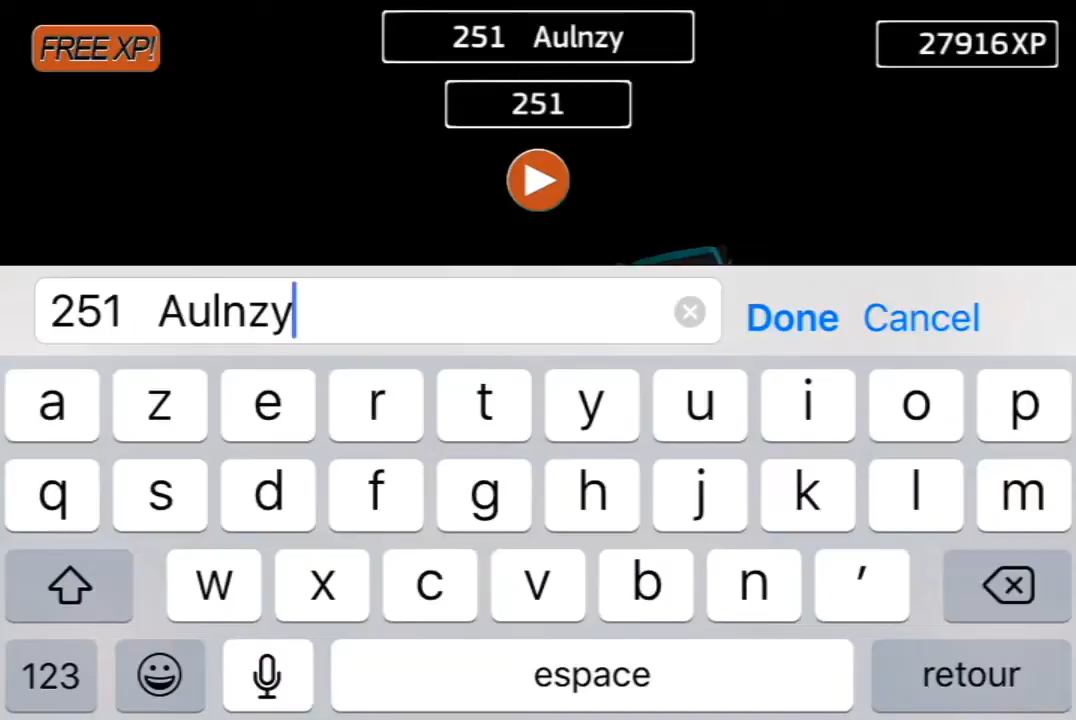 FREE XP!
251 Aulnzy
27916XP
251
251 Aulnzy
Done Cancel
a z e r t y u i o p
q s d f g h j k l m
w x c v b n ′
123 espace retour